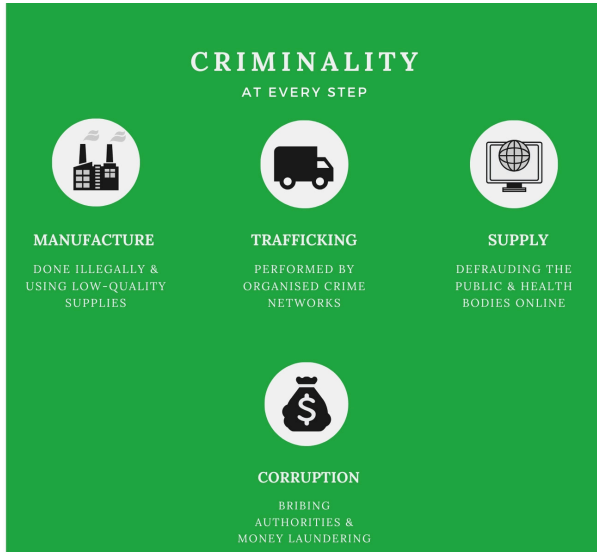 CRIMINALITY
AT EVERY STEP
MANUFACTURE
DONE ILLEGALLY &
USING LOW-QUALITY
SUPPLIES
TRAFFICKING
PERFORMED BY
ORGANISED CRIME
NETWORKS
SUPPLY
DEFRAUDING THE
PUBLIC & HEALTH
BODIES ONLINE
$
CORRUPTION
BRIBING
AUTHORITIES &
MONEY LAUNDERING